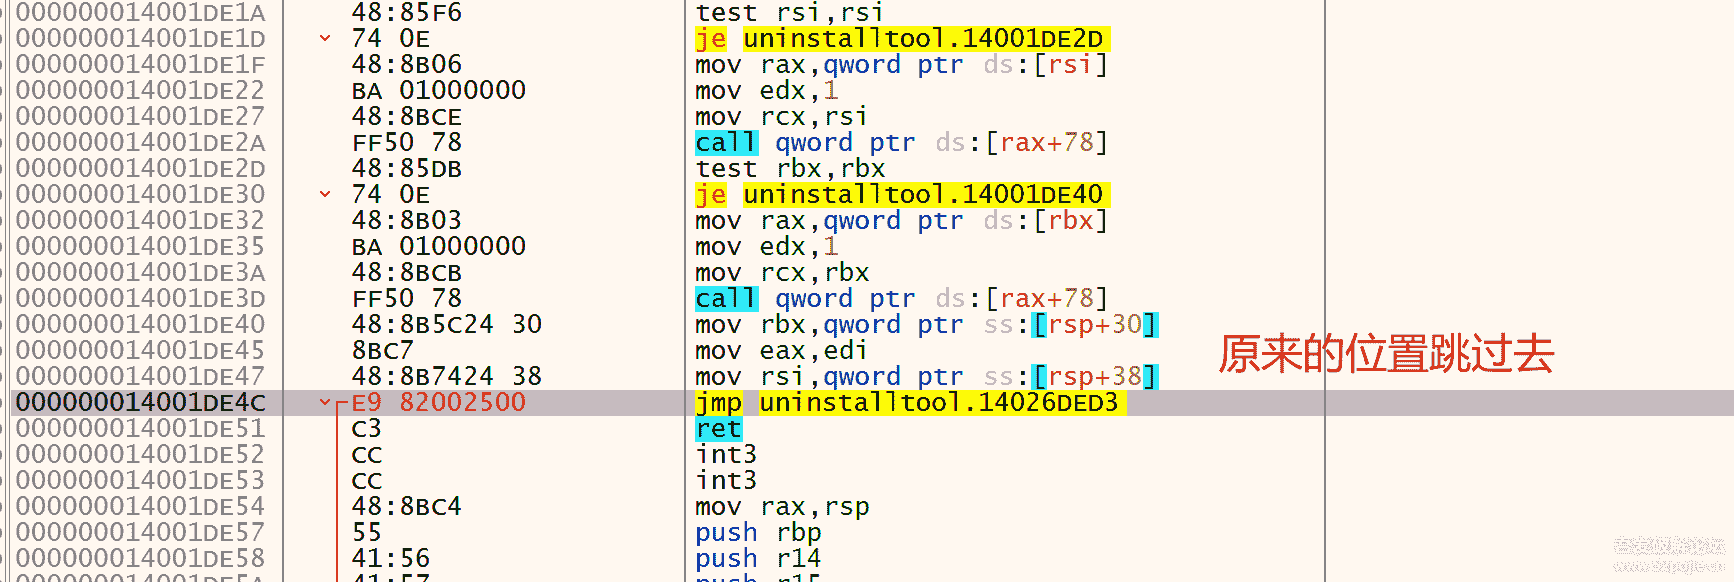 000000014001DE1A 48:85F6 test rsi,rsi
000000014001DE1D 74 0E je uninstalltool.14001DE2D
000000014001DE1F 48:8B06 mov rax,qword ptr ds:[rsi]
000000014001DE22 BA 01000000 mov edx,1
000000014001DE27 48:8BCE mov rcx,rsi
000000014001DE2A FF50 78 call qword ptr ds:[rax+78]
000000014001DE2D 48:85DB test rbx,rbx
000000014001DE30 74 0E je uninstalltool.14001DE40
000000014001DE32 48:8B03 mov rax,qword ptr ds:[rbx]
000000014001DE35 BA 01000000 mov edx,1
000000014001DE3A 48:8BCB mov rcx,rbx
000000014001DE3D FF50 78 call qword ptr ds:[rax+78]
000000014001DE40 48:8B5C24 30 mov rbx,qword ptr ss:[rsp+30]
000000014001DE45 8BC7 mov eax,edi
000000014001DE47 48:8B7424 38 mov rsi,qword ptr ss:[rsp+38]
原来的位置跳过去
000000014001DE4C E9 82002500 jmp uninstalltool.14026DED3
000000014001DE51 C3 ret
000000014001DE52 CC int3
000000014001DE53 CC int3
000000014001DE54 48:8BC4 mov rax,rsp
000000014001DE57 55 push rbp
000000014001DE58 41:56 push r14
000000014001DE5A 41:57 push r15